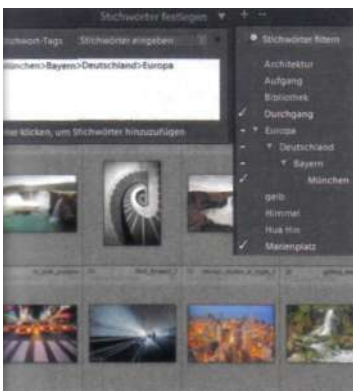 Stichwörter festlegen
Stichwort-Tags Stichwörter eingeben
München>Bayern>Deutschland>Europa
Hier klicken, um Stichwörter hinzuzufügen
Stichwörter filtern
Architektur
Aufgang
Bibliothek
Durchgang
Europa
Deutschland
Bayern
München
gelb
Himmel
Hua Hin
Marienplatz